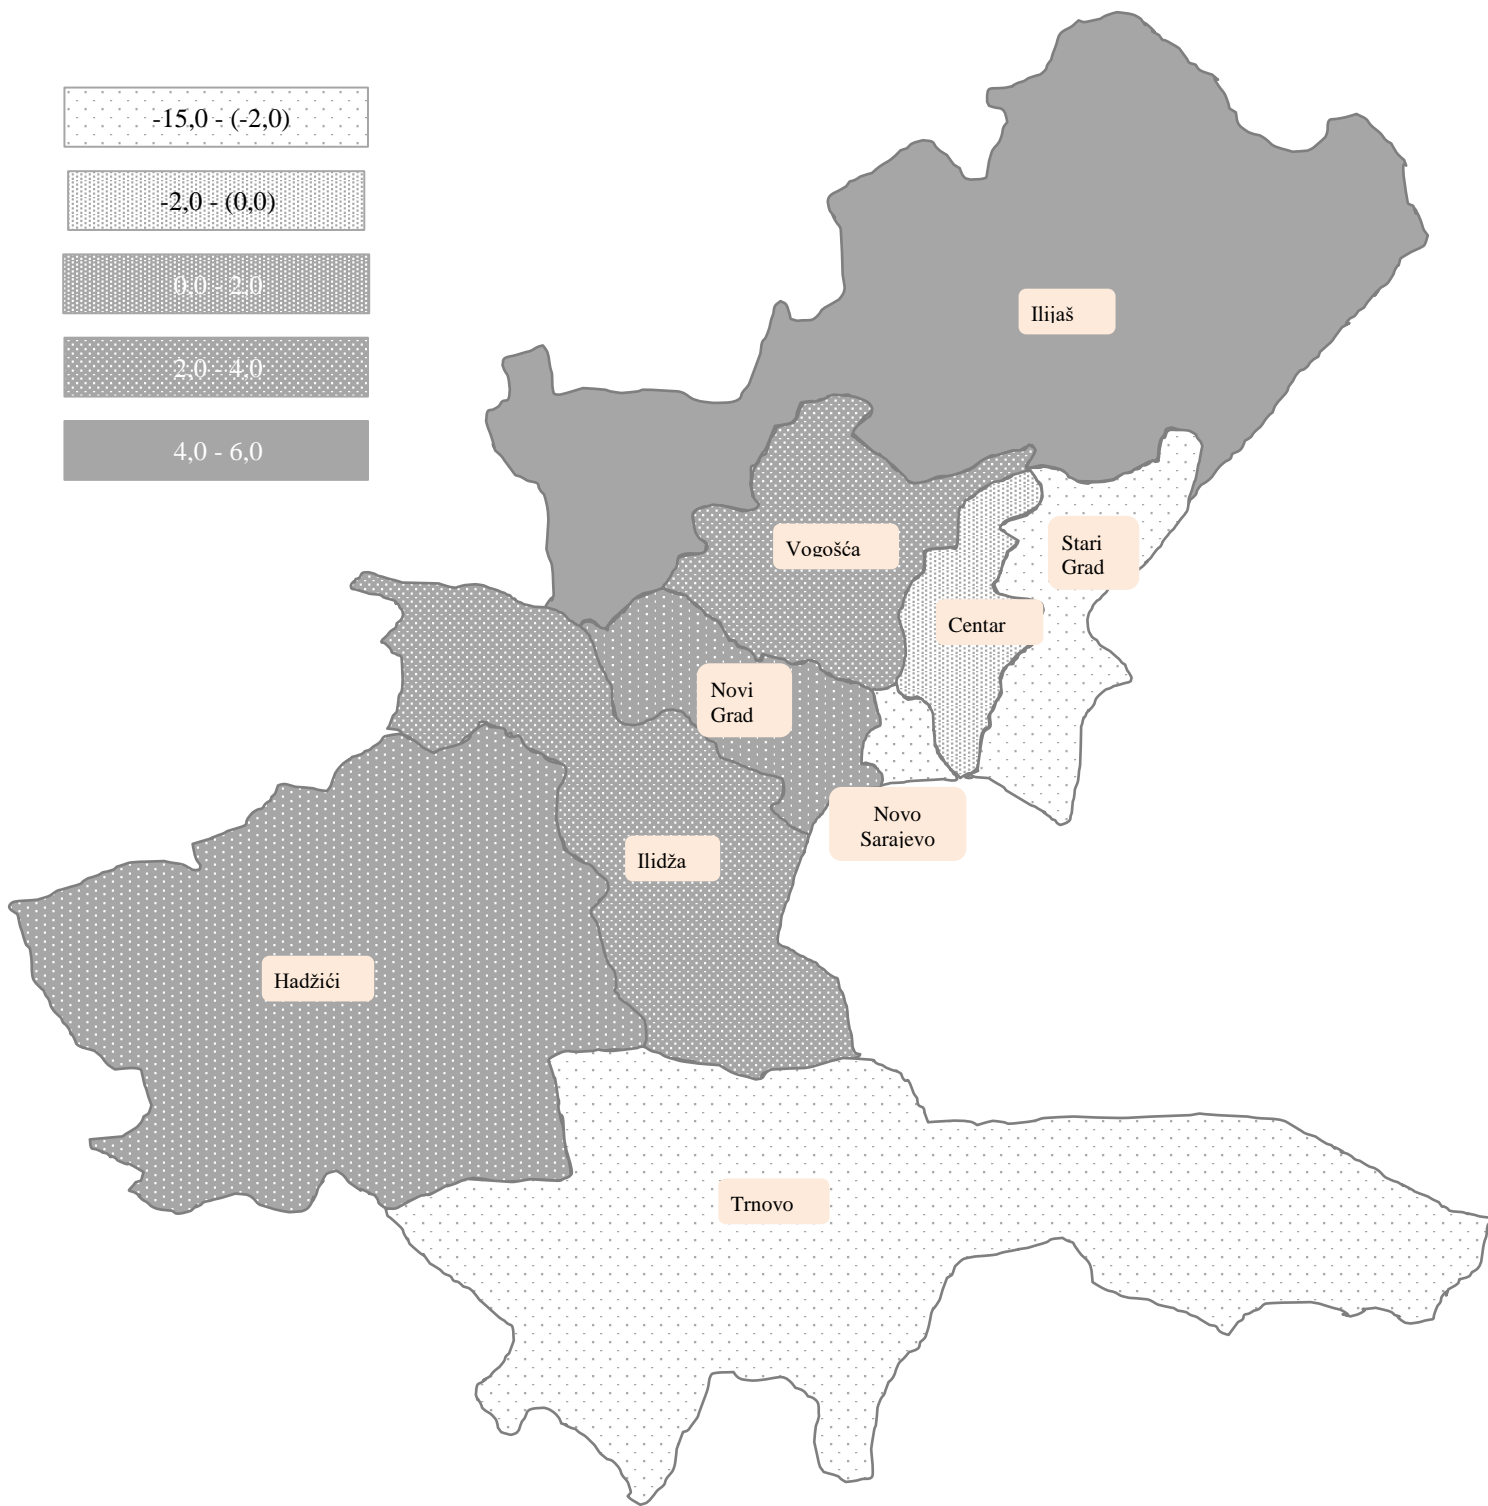 -15,0 - (-2,0)
-2,0 - (0,0)
0,0 - 2,0
2,0 - 4,0
4,0 - 6,0
Ilijaš
Vogošća
Stari
Grad
Centar
Novi
Grad
Novo
Sarajevo
Ilidža
Hadžići
Trnovo